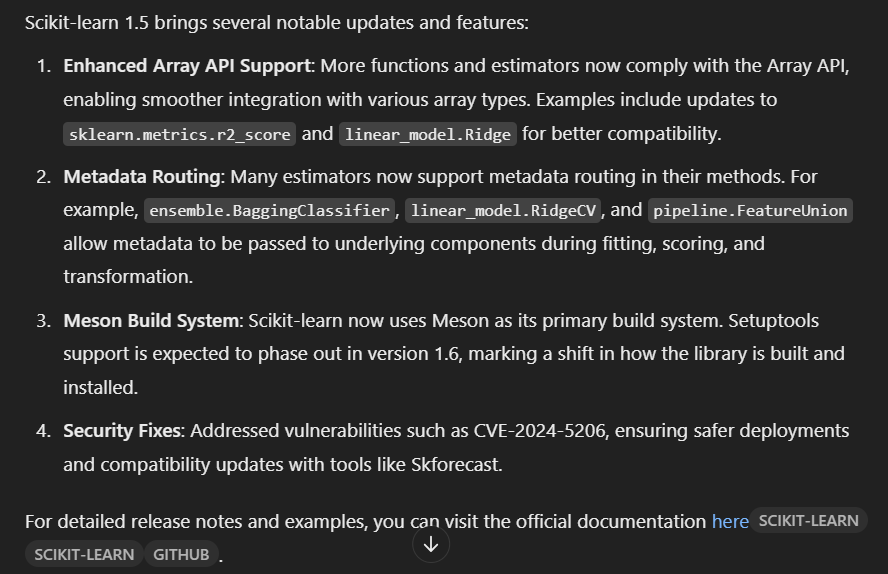 Scikit-learn 1.5 brings several notable updates and features:
1. Enhanced Array API Support: More functions and estimators now comply with the Array API,
enabling smoother integration with various array types. Examples include updates to
sklearn.metrics.r2_score and linear_model.Ridge for better compatibility.
2. Metadata Routing: Many estimators now support metadata routing in their methods. For
example, ensemble.BaggingClassifier, linear_model.RidgeCV, and pipeline.FeatureUnion
allow metadata to be passed to underlying components during fitting, scoring, and
transformation.
3. Meson Build System: Scikit-learn now uses Meson as its primary build system. Setuptools
support is expected to phase out in version 1.6, marking a shift in how the library is built and
installed.
4. Security Fixes: Addressed vulnerabilities such as CVE-2024-5206, ensuring safer deployments
and compatibility updates with tools like Skforecast.
For detailed release notes and examples, you can visit the official documentation here SCIKIT-LEARN
SCIKIT-LEARN GITHUB .